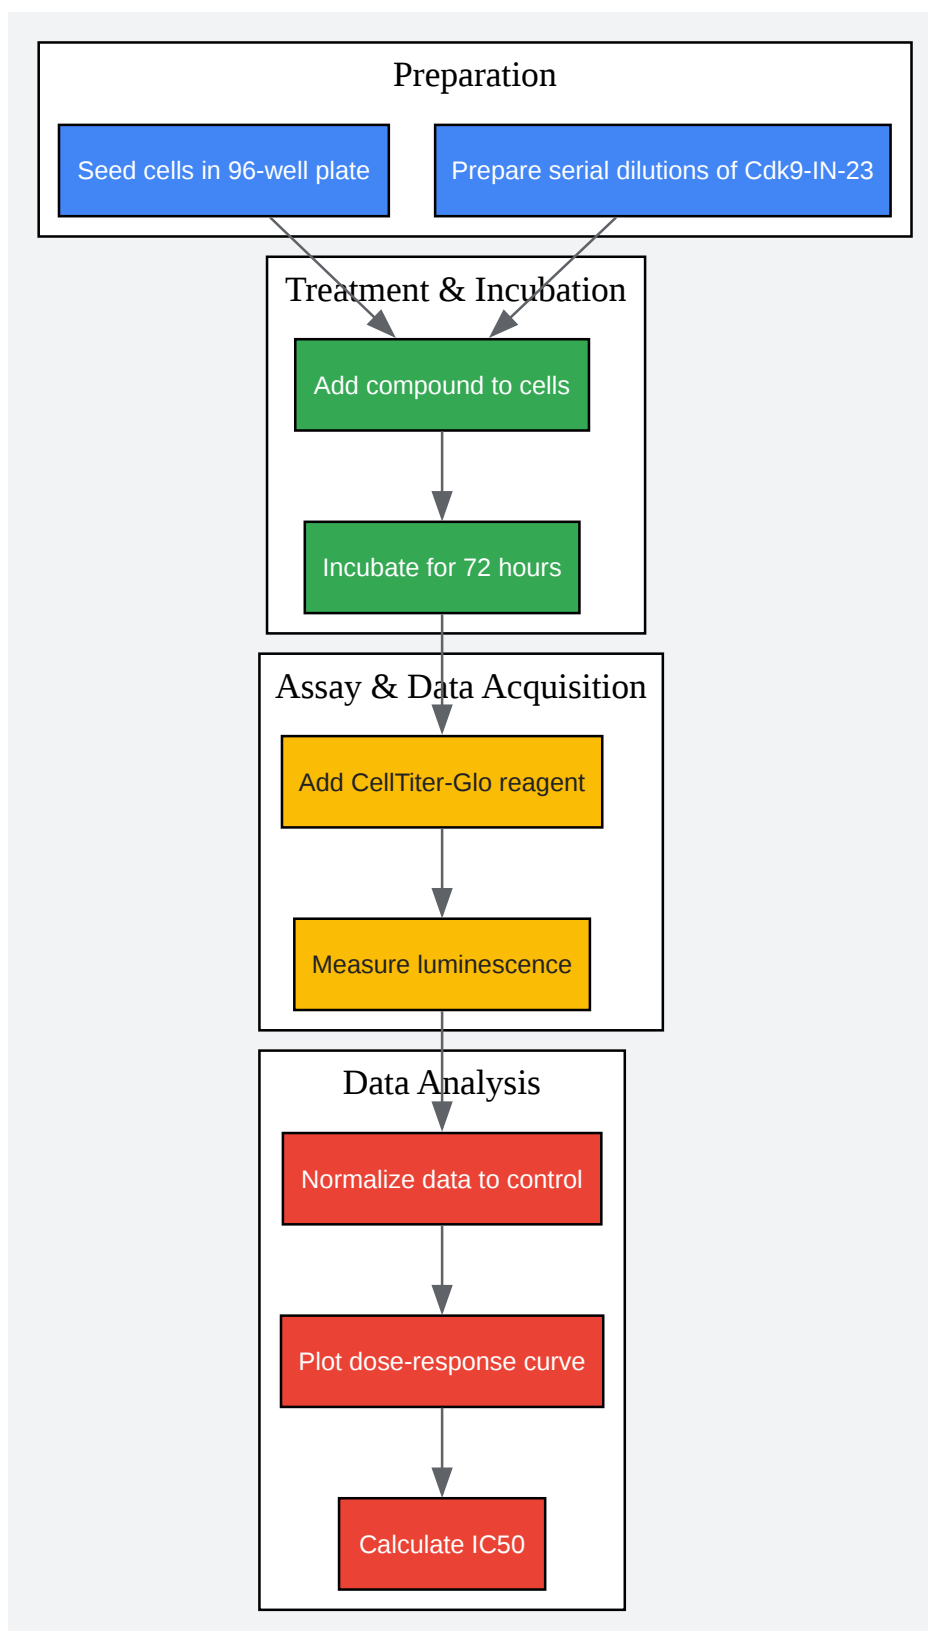 Preparation
Seed cells in 96-well plate
Prepare serial dilutions of Cdk9-IN-23
Treatment & Incubation
Add compound to cells
Incubate for 72 hours
Assay & Data Acquisition
Add CellTiter-Glo reagent
Measure luminescence
Data Analysis
Normalize data to control
Plot dose-response curve
Calculate IC50